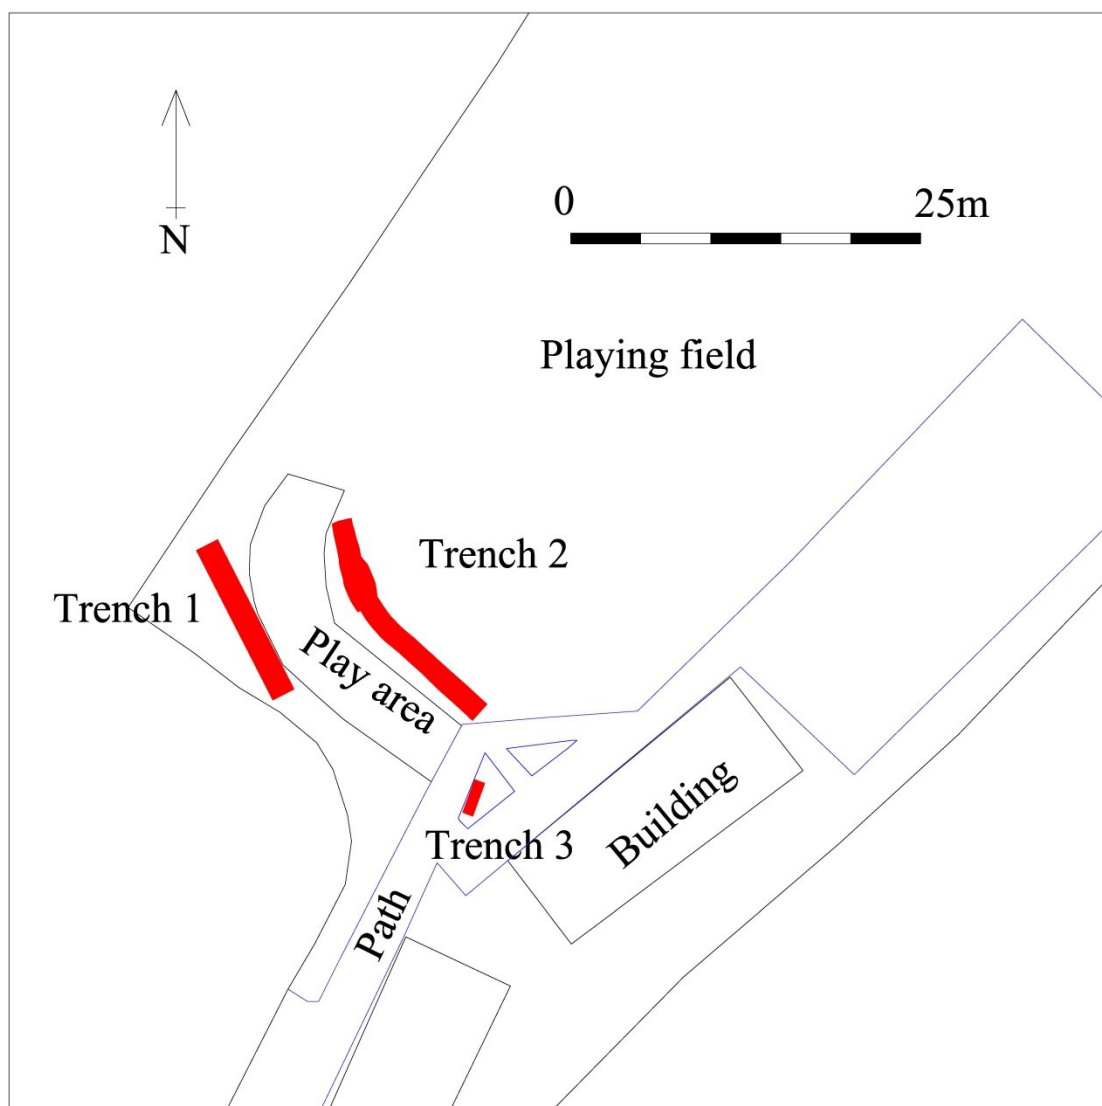 0
25m
N
Playing field
Trench 2
Trench 1
Play area
Building
Trench 3
Path